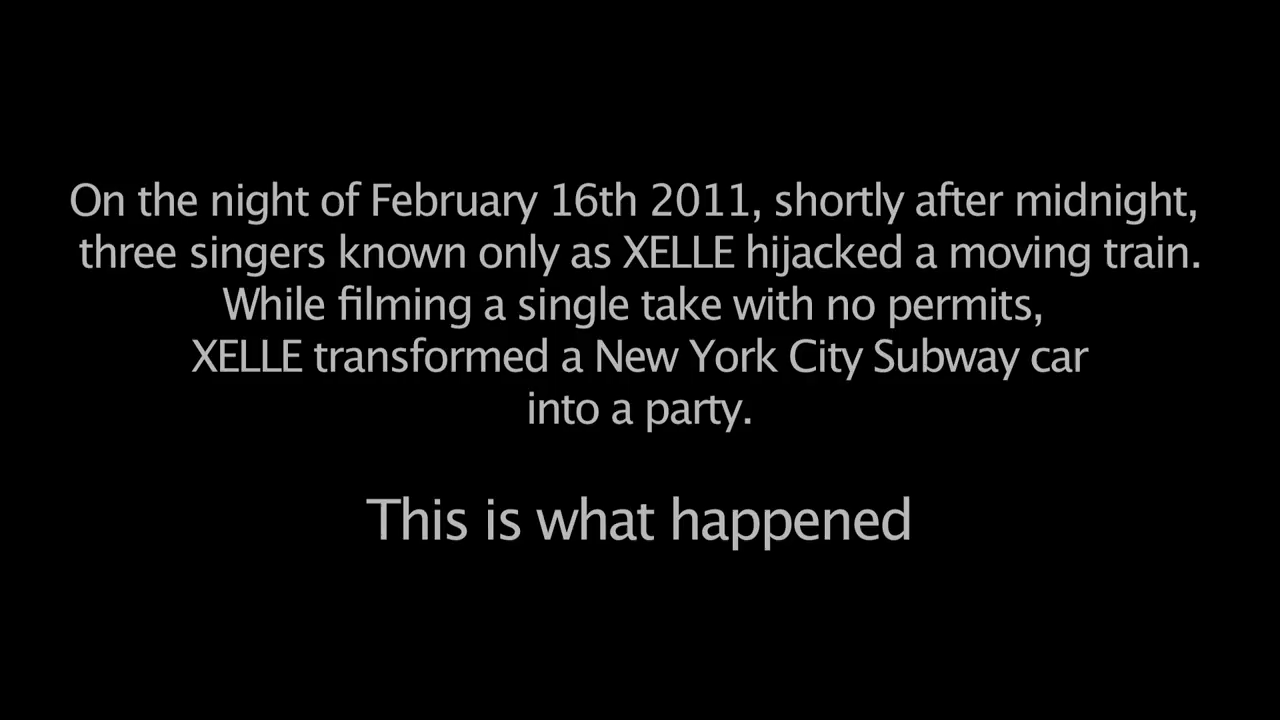 On the night of February 16th 2011, shortly after midnight,
three singers known only as XELLE hijacked a moving train.
While filming a single take with no permits,
XELLE transformed a New York City Subway car
into a party.
This is what happened